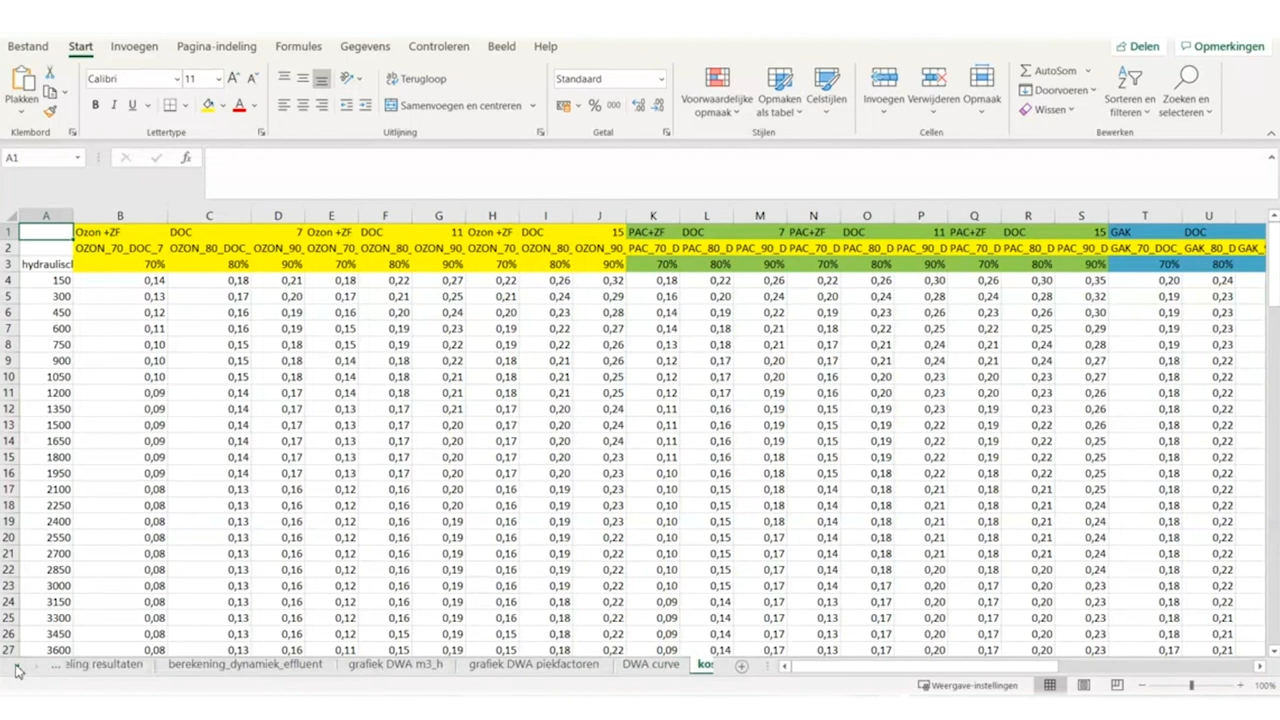 Bestand Start Invoegen Pagina-indeling Formules Gegevens Controleren Beeld Help Delen Opmerkingen
Plakken Calibri 11 Terugloop Standaard Voorwaardelijke opmaak Opmaken als tabel Celstijlen Invoegen Verwijderen Opmaak AutoSom Sorteren en filteren Zoeken en selecteren
B I U Samenvoegen en centreren % 000 Doorvoeren
Wissen
Klembord Lettertype Uitlijning Getal Stijlen Cellen Bewerken
A1 fx
A B C D E F G H I J K L M N O P Q R S T U
1 Ozon +ZF DOC 7 Ozon +ZF DOC 11 Ozon +ZF DOC 15 PAC+ZF DOC 7 PAC+ZF DOC 11 PAC+ZF DOC 15 GAK DOC
2 OZON_70_DOC_7 OZON_80_DOC_ OZON_90_ OZON_70_ OZON_80_ OZON_90_ OZON_70_ OZON_80_ OZON_90_ PAC_70_D PAC_80_D PAC_90_D PAC_70_D PAC_80_D PAC_90_D PAC_70_D PAC_80_D PAC_90_D GAK_70_DOC_ GAK_80_D GAK_
3 hydraulisc 70% 80% 90% 70% 80% 90% 70% 80% 90% 70% 80% 90% 70% 80% 90% 70% 80% 90% 70% 80%
4 150 0,14 0,18 0,21 0,18 0,22 0,27 0,22 0,26 0,32 0,18 0,22 0,26 0,22 0,26 0,30 0,26 0,30 0,35 0,20 0,24
5 300 0,13 0,17 0,20 0,17 0,21 0,25 0,21 0,24 0,29 0,16 0,20 0,24 0,20 0,24 0,28 0,24 0,28 0,32 0,19 0,23
6 450 0,12 0,16 0,19 0,16 0,20 0,24 0,20 0,23 0,28 0,14 0,19 0,22 0,19 0,23 0,26 0,23 0,26 0,30 0,19 0,23
7 600 0,11 0,16 0,19 0,15 0,19 0,23 0,19 0,22 0,27 0,14 0,18 0,21 0,18 0,22 0,25 0,22 0,25 0,29 0,19 0,23
8 750 0,10 0,15 0,18 0,15 0,19 0,22 0,19 0,22 0,26 0,13 0,18 0,21 0,17 0,21 0,24 0,21 0,24 0,28 0,19 0,23
9 900 0,10 0,15 0,18 0,14 0,18 0,22 0,18 0,21 0,26 0,12 0,17 0,20 0,17 0,21 0,24 0,21 0,24 0,27 0,18 0,22
10 1050 0,10 0,15 0,18 0,14 0,18 0,21 0,18 0,21 0,25 0,12 0,17 0,20 0,16 0,20 0,23 0,20 0,23 0,27 0,18 0,22
11 1200 0,09 0,14 0,17 0,14 0,18 0,21 0,18 0,21 0,25 0,12 0,17 0,19 0,16 0,20 0,23 0,20 0,23 0,26 0,18 0,22
12 1350 0,09 0,14 0,17 0,13 0,17 0,21 0,17 0,20 0,24 0,11 0,16 0,19 0,15 0,19 0,23 0,19 0,23 0,26 0,18 0,22
13 1500 0,09 0,14 0,17 0,13 0,17 0,20 0,17 0,20 0,24 0,11 0,16 0,19 0,15 0,19 0,22 0,19 0,22 0,26 0,18 0,22
14 1650 0,09 0,14 0,17 0,13 0,17 0,20 0,17 0,20 0,24 0,11 0,16 0,19 0,15 0,19 0,22 0,19 0,22 0,25 0,18 0,22
15 1800 0,09 0,14 0,17 0,13 0,17 0,20 0,17 0,20 0,24 0,11 0,16 0,18 0,15 0,19 0,22 0,19 0,22 0,25 0,18 0,22
16 1950 0,09 0,14 0,17 0,13 0,17 0,20 0,17 0,20 0,23 0,10 0,16 0,18 0,15 0,19 0,22 0,18 0,22 0,25 0,18 0,22
17 2100 0,08 0,13 0,16 0,12 0,16 0,20 0,16 0,19 0,23 0,10 0,15 0,18 0,14 0,18 0,21 0,18 0,21 0,25 0,18 0,22
18 2250 0,08 0,13 0,16 0,12 0,16 0,20 0,16 0,19 0,23 0,10 0,15 0,18 0,14 0,18 0,21 0,18 0,21 0,24 0,18 0,22
19 2400 0,08 0,13 0,16 0,12 0,16 0,19 0,16 0,19 0,23 0,10 0,15 0,18 0,14 0,18 0,21 0,18 0,21 0,24 0,18 0,22
20 2550 0,08 0,13 0,16 0,12 0,16 0,19 0,16 0,19 0,22 0,10 0,15 0,17 0,14 0,18 0,21 0,18 0,21 0,24 0,18 0,22
21 2700 0,08 0,13 0,16 0,12 0,16 0,19 0,16 0,19 0,22 0,10 0,15 0,17 0,14 0,18 0,21 0,18 0,21 0,24 0,18 0,22
22 2850 0,08 0,13 0,16 0,12 0,16 0,19 0,16 0,19 0,22 0,10 0,15 0,17 0,14 0,18 0,20 0,17 0,20 0,24 0,18 0,22
23 3000 0,08 0,13 0,16 0,12 0,16 0,19 0,16 0,19 0,22 0,10 0,15 0,17 0,14 0,17 0,20 0,17 0,20 0,23 0,18 0,22
24 3150 0,08 0,13 0,16 0,12 0,16 0,19 0,16 0,18 0,22 0,09 0,14 0,17 0,13 0,17 0,20 0,17 0,20 0,23 0,18 0,22
25 3300 0,08 0,13 0,16 0,12 0,16 0,19 0,16 0,18 0,22 0,09 0,14 0,17 0,13 0,17 0,20 0,17 0,20 0,23 0,18 0,22
26 3450 0,08 0,13 0,16 0,12 0,15 0,19 0,15 0,18 0,22 0,09 0,14 0,17 0,13 0,17 0,20 0,17 0,20 0,23 0,18 0,22
27 3600 0,08 0,13 0,16 0,11 0,15 0,19 0,15 0,18 0,22 0,09 0,14 0,17 0,13 0,17 0,20 0,17 0,20 0,23 0,17 0,21
... eling resultaten berekening_dynamiek_effluent grafiek DWA m3_h grafiek DWA piekfactoren DWA curve kos
Weergave-instellingen 100%